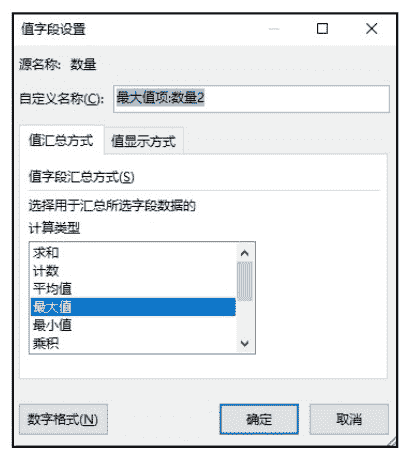 值字段设置
源名称: 数量
自定义名称(C): 最大值项:数量2
值汇总方式 值显示方式
值字段汇总方式(S)
选择用于汇总所选字段数据的
计算类型
求和
计数
平均值
最大值
最小值
乘积
数字格式(N) 确定 取消